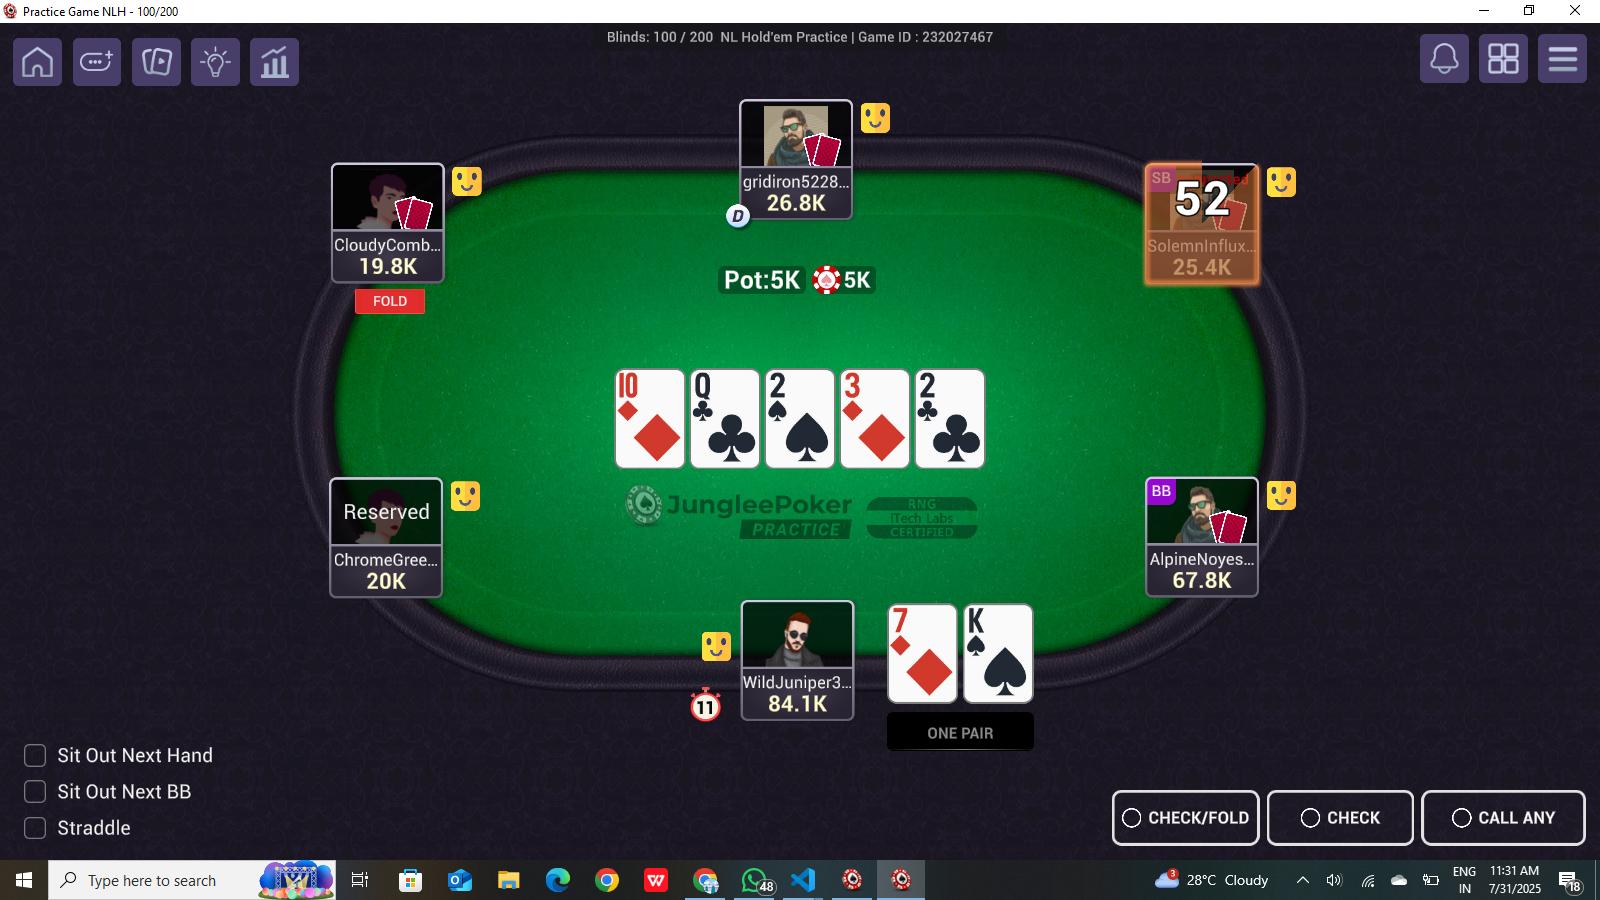 Practice Game NLH - 100/200
Blinds: 100 / 200 NL Hold'em Practice | Game ID : 232027467
gridiron5228...
26.8K
D
CloudyComb...
19.8K
FOLD
SB
52
SolemnInflux...
25.4K
Pot:5K 5K
10 Q 2 3 2
JungleePoker
PRACTICE
RNG
iTech Labs
CERTIFIED
Reserved
ChromeGree...
20K
BB
AlpineNoyes...
67.8K
7 K
WildJuniper3...
84.1K
11
ONE PAIR
Sit Out Next Hand
Sit Out Next BB
Straddle
CHECK/FOLD
CHECK
CALL ANY
Type here to search
48
3
28°C Cloudy
ENG
IN
11:31 AM
7/31/2025
18